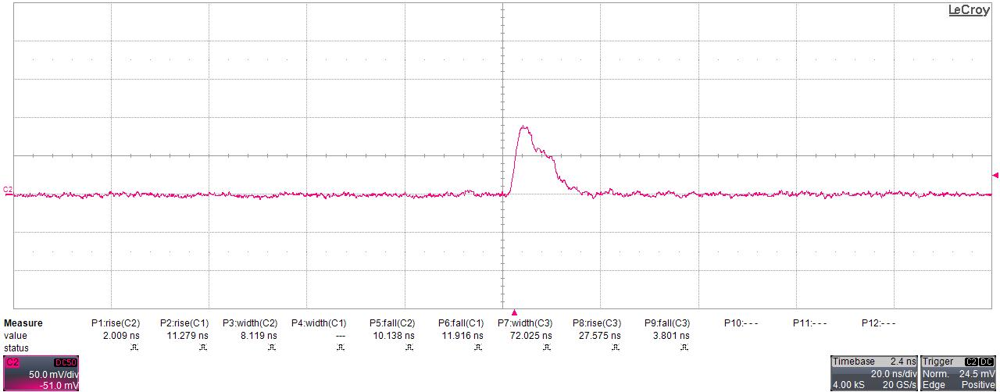 LeCroy
C2
Measure P1:rise(C2) P2:rise(C1) P3:width(C2) P4:width(C1) P5:fall(C2) P6:fall(C1) P7:width(C3) P8:rise(C3) P9:fall(C3) P10:- - - P11:- - - P12:- - -
value 2.009 ns 11.279 ns 8.119 ns --- 10.138 ns 11.916 ns 72.025 ns 27.575 ns 3.801 ns
status
C2 DC50
50.0 mV/div
-51.0 mV
Timebase 2.4 ns
20.0 ns/div
4.00 kS 20 GS/s
Trigger C2 DC
Norm. 24.5 mV
Edge Positive